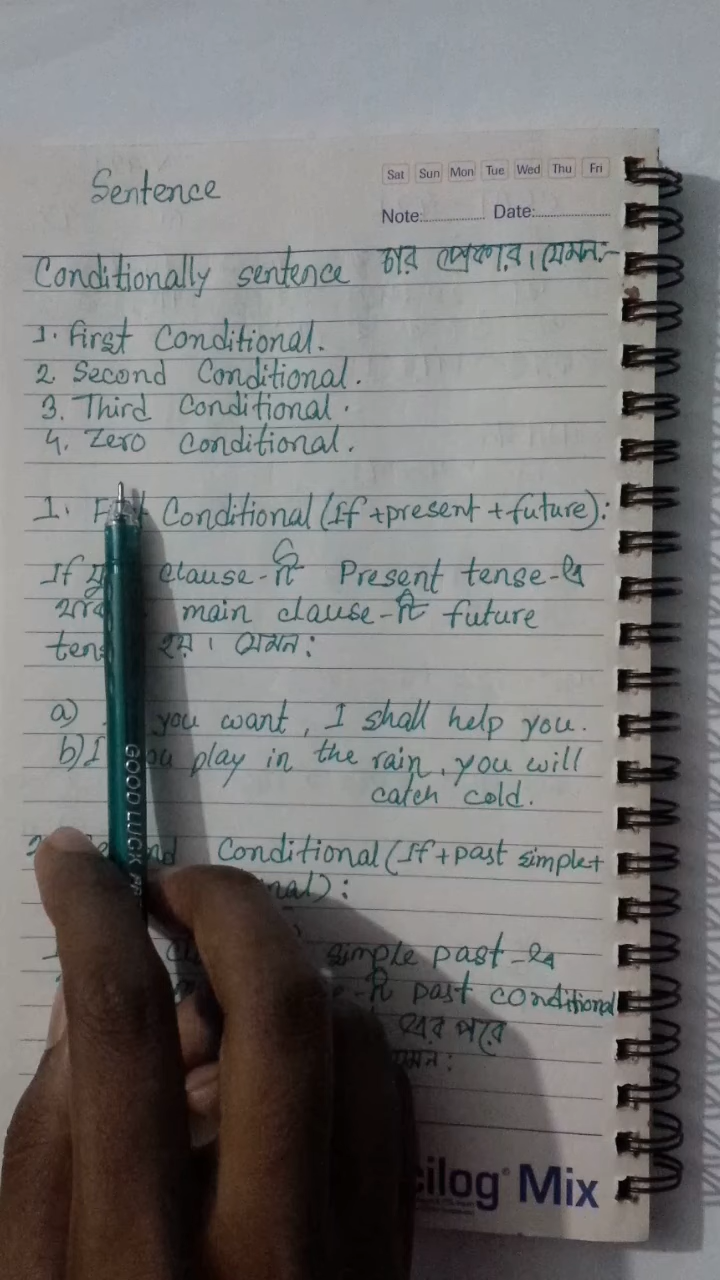 Sentence
Sat Sun Mon Tue Wed Thu Fri
Note: Date:
Conditionally sentence চার প্রকার। যেমন:-
1. First Conditional.
2. Second Conditional.
3. Third Conditional.
4. Zero Conditional.
1. First Conditional (If +present +future):
If clause-টি Present tense-এ
main clause-টি future
হয়। যেমন:
a) you want, I shall help you.
b) play in the rain, you will
catch cold.
Conditional (If+past simple+
simple past-এ
-টি past conditional
এর পরে
GOOD LUCK
Mix